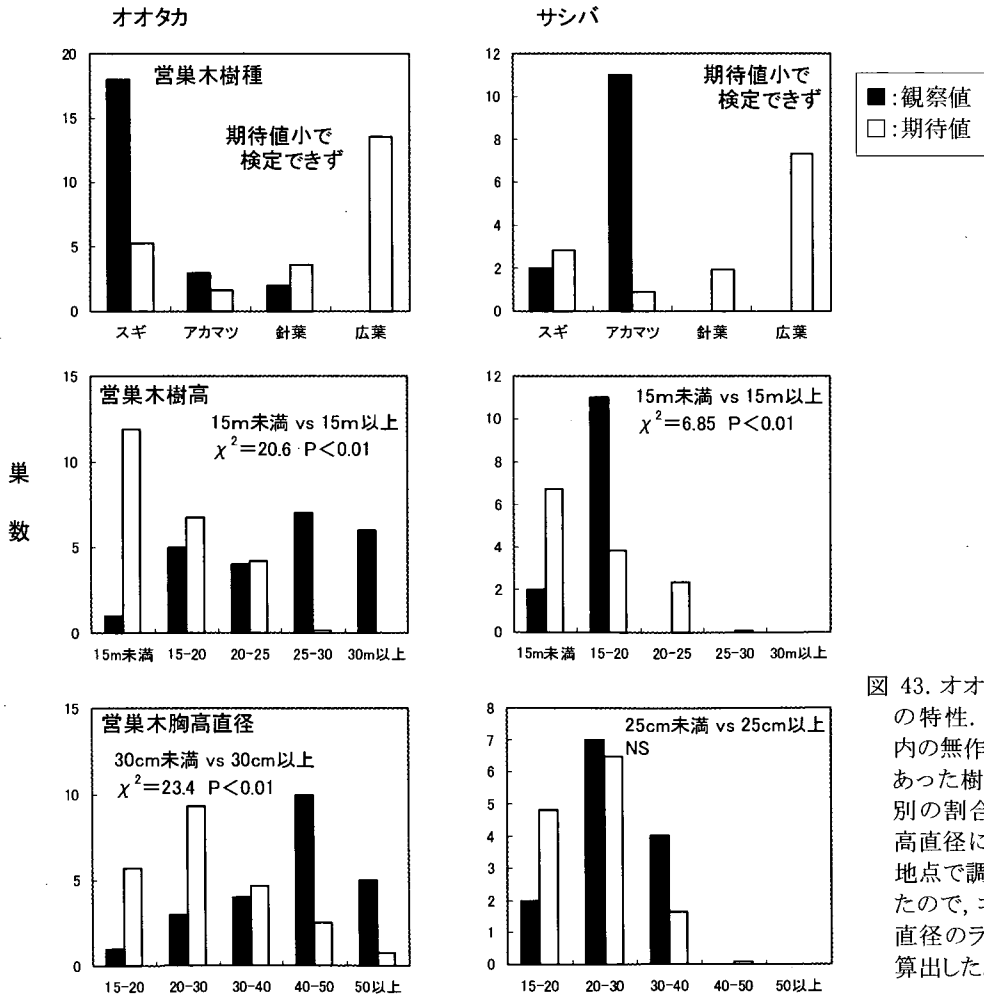 オオタカ
サシバ
20
15
10
5
0
営巣木樹種
期待値小で
検定できず
スギ アカマツ 針葉 広葉
12
10
8
6
4
2
0
期待値小で
検定できず
スギ アカマツ 針葉 広葉
■:観察値
□:期待値
巣
数
15
10
5
0
営巣木樹高
15m未満 vs 15m以上
χ²=20.6 P<0.01
15m未満 15-20 20-25 25-30 30m以上
12
10
8
6
4
2
0
15m未満 vs 15m以上
χ²=6.85 P<0.01
15m未満 15-20 20-25 25-30 30m以上
15
10
5
0
営巣木胸高直径
30cm未満 vs 30cm以上
χ²=23.4 P<0.01
15-20 20-30 30-40 40-50 50以上
8
7
6
5
4
3
2
1
0
25cm未満 vs 25cm以上
NS
15-20 20-30 30-40 40-50 50以上
図 43. オオ
の特性.
内の無作
あった樹
別の割合
高直径に
地点で調
たので,
直径のラ
算出した